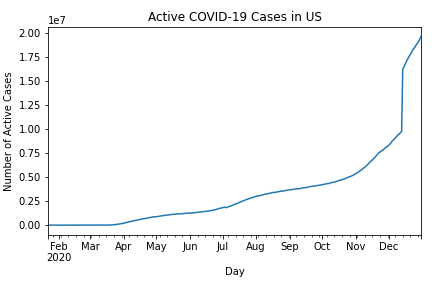 Active COVID-19 Cases in US
1e7
2.00
1.75
1.50
1.25
1.00
0.75
0.50
0.25
0.00
Number of Active Cases
Feb Mar Apr May Jun Jul Aug Sep Oct Nov Dec
2020
Day